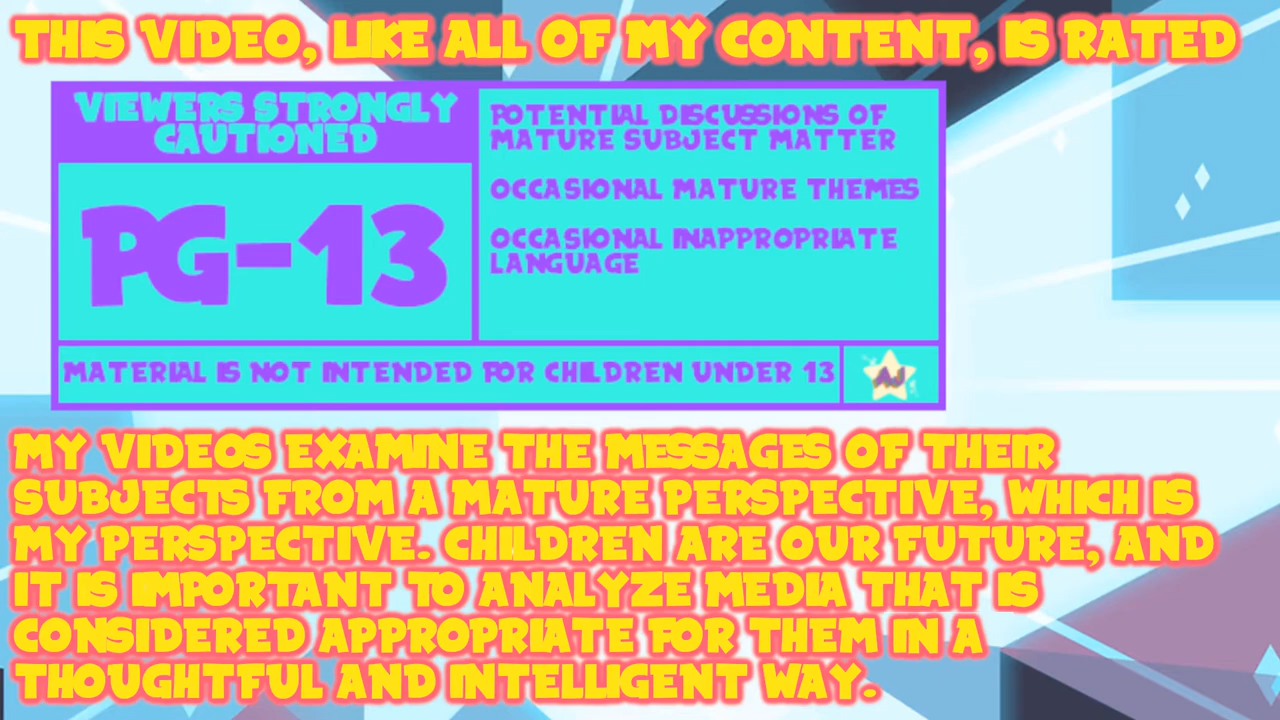 THIS VIDEO, LIKE ALL OF MY CONTENT, IS RATED
VIEWERS STRONGLY
CAUTIONED
PG-13
POTENTIAL DISCUSSIONS OF
MATURE SUBJECT MATTER
OCCASIONAL MATURE THEMES
OCCASIONAL INAPPROPRIATE
LANGUAGE
MATERIAL IS NOT INTENDED FOR CHILDREN UNDER 13
AJ
MY VIDEOS EXAMINE THE MESSAGES OF THEIR
SUBJECTS FROM A MATURE PERSPECTIVE, WHICH IS
MY PERSPECTIVE. CHILDREN ARE OUR FUTURE, AND
IT IS IMPORTANT TO ANALYZE MEDIA THAT IS
CONSIDERED APPROPRIATE FOR THEM IN A
THOUGHTFUL AND INTELLIGENT WAY.